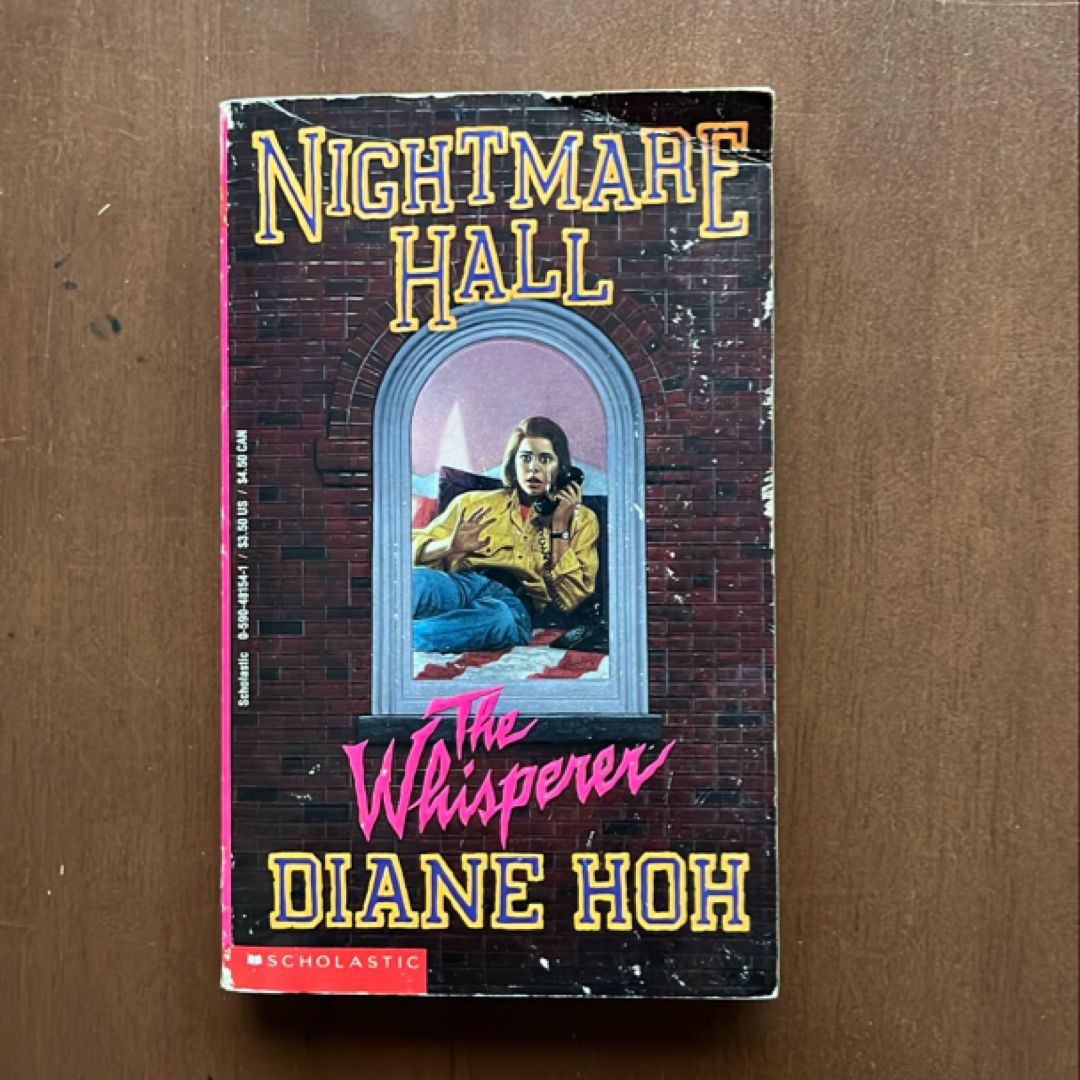 NIGHTMARE
HALL
Scholastic 0-590-48154-1 / $3.50 US / $4.50 CAN
The
Whisperer
DIANE HOH
SCHOLASTIC